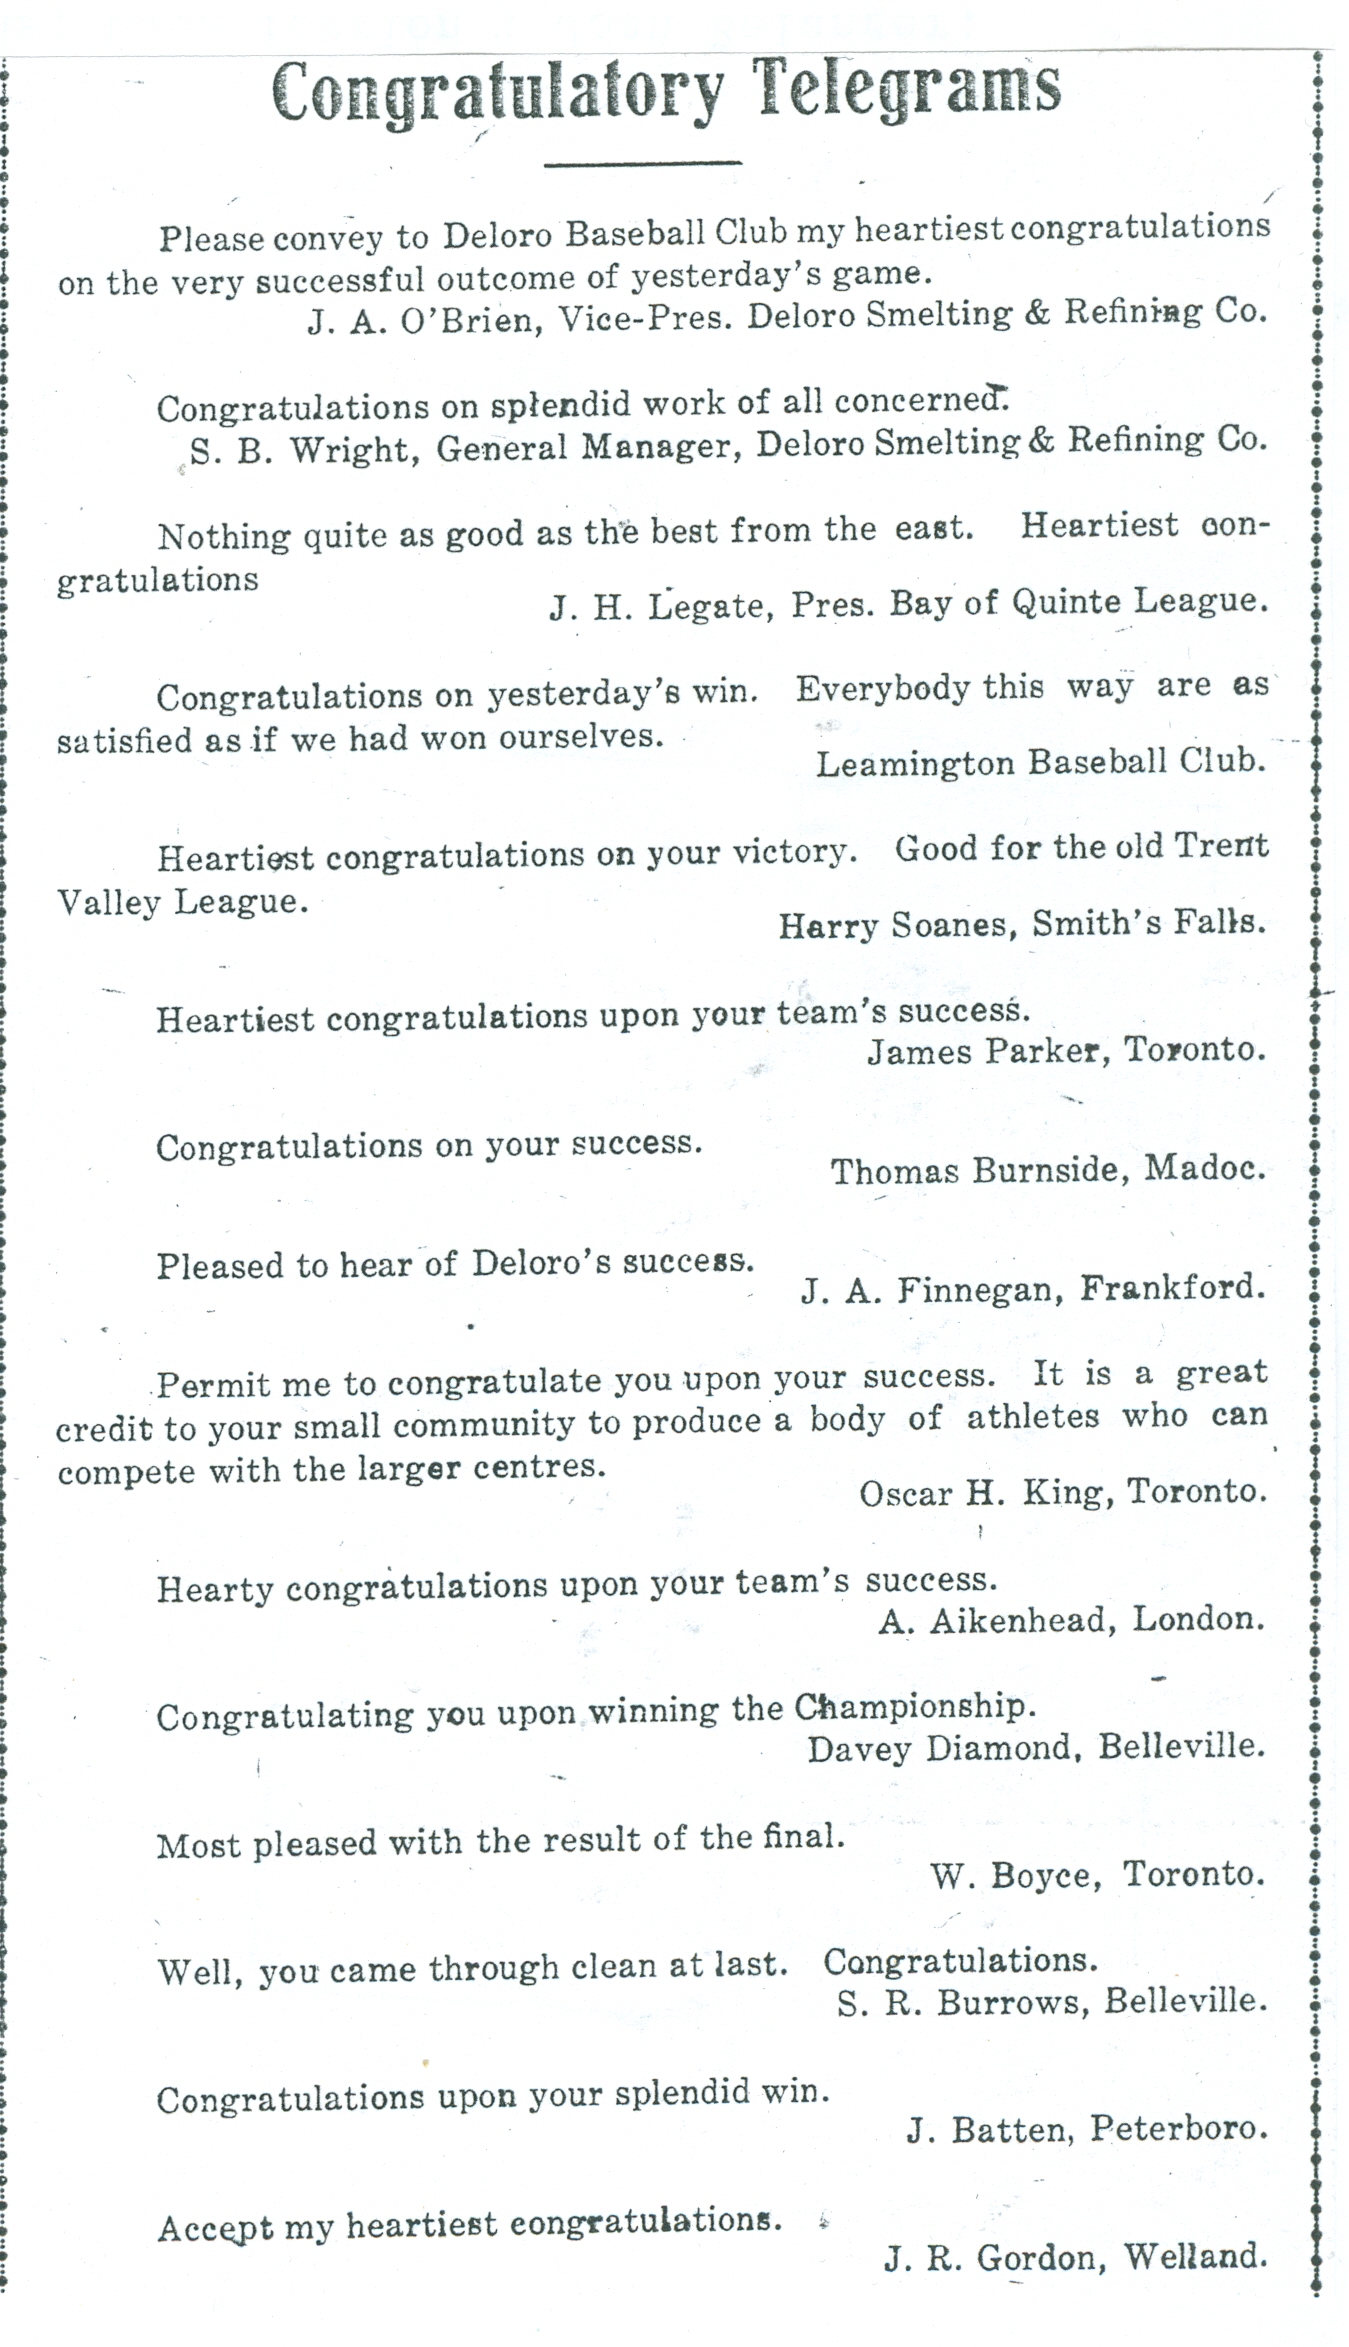 Congratulatory Telegrams
Please convey to Deloro Baseball Club my heartiest congratulations
on the very successful outcome of yesterday's game.
J. A. O'Brien, Vice-Pres. Deloro Smelting & Refining Co.
Congratulations on splendid work of all concerned.
S. B. Wright, General Manager, Deloro Smelting & Refining Co.
Nothing quite as good as the best from the east. Heartiest con-
gratulations
J. H. Legate, Pres. Bay of Quinte League.
Congratulations on yesterday's win. Everybody this way are as
satisfied as if we had won ourselves.
Leamington Baseball Club.
Heartiest congratulations on your victory. Good for the old Trent
Valley League.
Harry Soanes, Smith's Falls.
Heartiest congratulations upon your team's success.
James Parker, Toronto.
Congratulations on your success.
Thomas Burnside, Madoc.
Pleased to hear of Deloro's success.
J. A. Finnegan, Frankford.
Permit me to congratulate you upon your success. It is a great
credit to your small community to produce a body of athletes who can
compete with the larger centres.
Oscar H. King, Toronto.
Hearty congratulations upon your team's success.
A. Aikenhead, London.
Congratulating you upon winning the Championship.
Davey Diamond, Belleville.
Most pleased with the result of the final.
W. Boyce, Toronto.
Well, you came through clean at last. Congratulations.
S. R. Burrows, Belleville.
Congratulations upon your splendid win.
J. Batten, Peterboro.
Accept my heartiest congratulations.
J. R. Gordon, Welland.